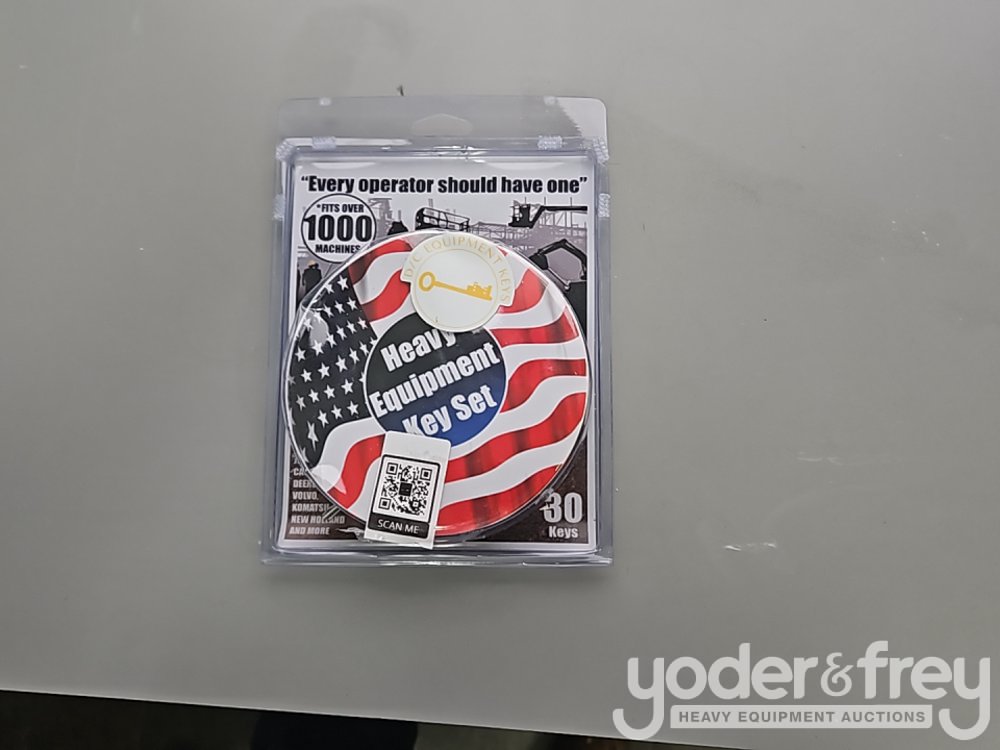 "Every operator should have one"
*FITS OVER
1000
MACHINES
D/C EQUIPMENT KEYS
Heavy
Equipment
Key Set
DEERE
VOLVO,
KOMATSU
NEW HOLLAND
AND MORE
SCAN ME
30
Keys
yoder&frey
HEAVY EQUIPMENT AUCTIONS